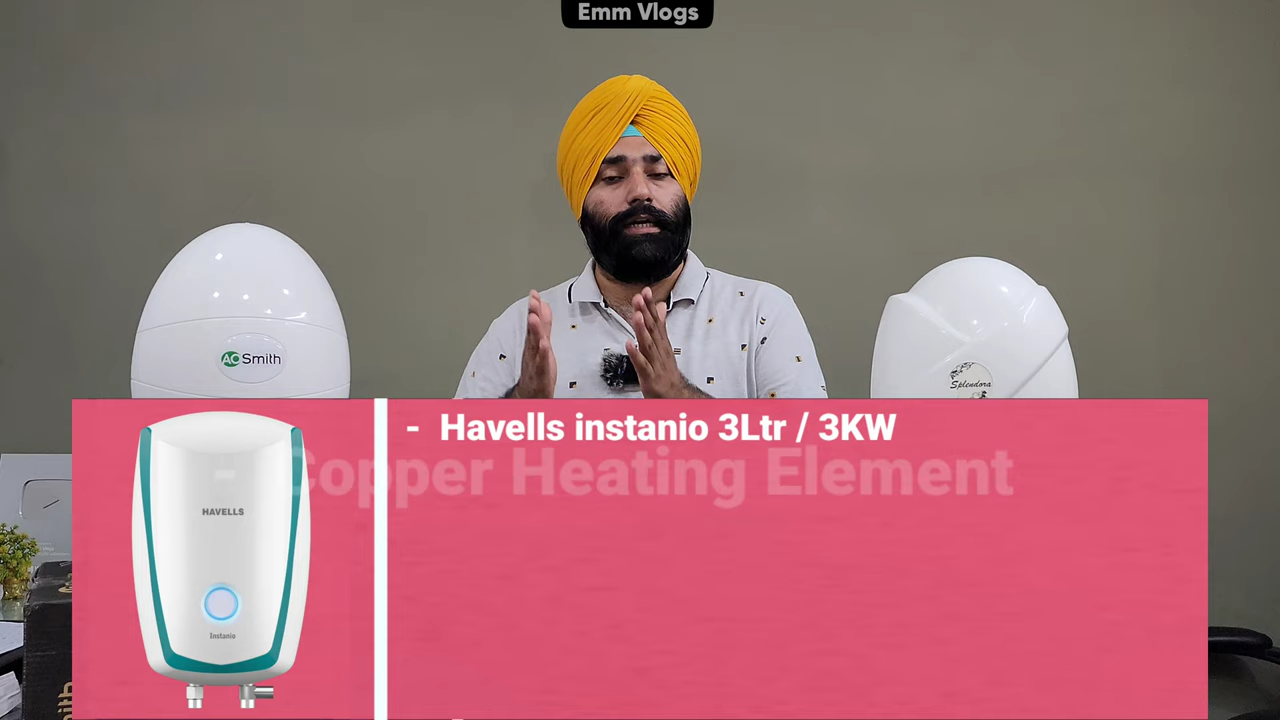 Emm Vlogs
AO Smith
Splendora
- Havells instanio 3Ltr / 3KW
- Copper Heating Element
HAVELLS
Instanio